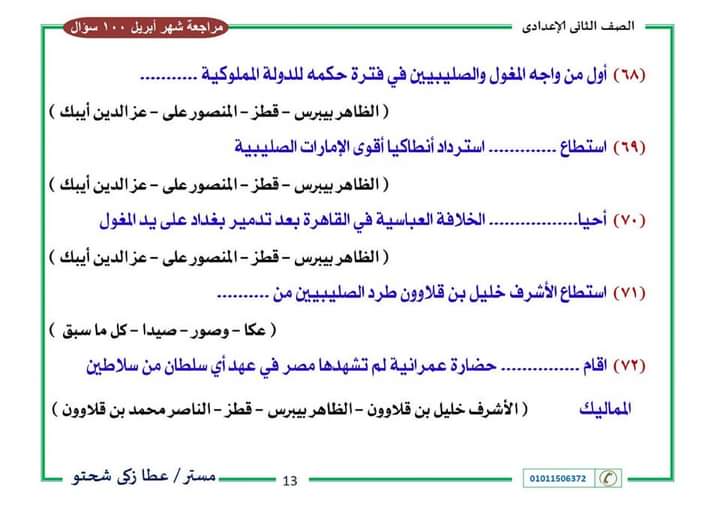 الصف الثانى الإعدادى
مراجعة شهر أبريل ١٠٠ سؤال
(٦٨) أول من واجه المغول والصليبيين في فترة حكمه للدولة المملوكية ...........
( الظاهر بيبرس - قطز - المنصور على - عز الدين أيبك )
(٦٩) استطاع ............. استرداد أنطاكيا أقوى الإمارات الصليبية
( الظاهر بيبرس - قطز - المنصور على - عز الدين أيبك )
(٧٠) أحيا................. الخلافة العباسية في القاهرة بعد تدمير بغداد على يد المغول
( الظاهر بيبرس - قطز - المنصور على - عز الدين أيبك )
(٧١) استطاع الأشرف خليل بن قلاوون طرد الصليبيين من ..........
( عكا - وصور - صيدا - كل ما سبق )
(٧٢) اقام ............... حضارة عمرانية لم تشهدها مصر في عهد أي سلطان من سلاطين
المماليك ( الأشرف خليل بن قلاوون - الظاهر بيبرس - قطز - الناصر محمد بن قلاوون )
01011506372
13
مستر/ عطا زكى شحتو